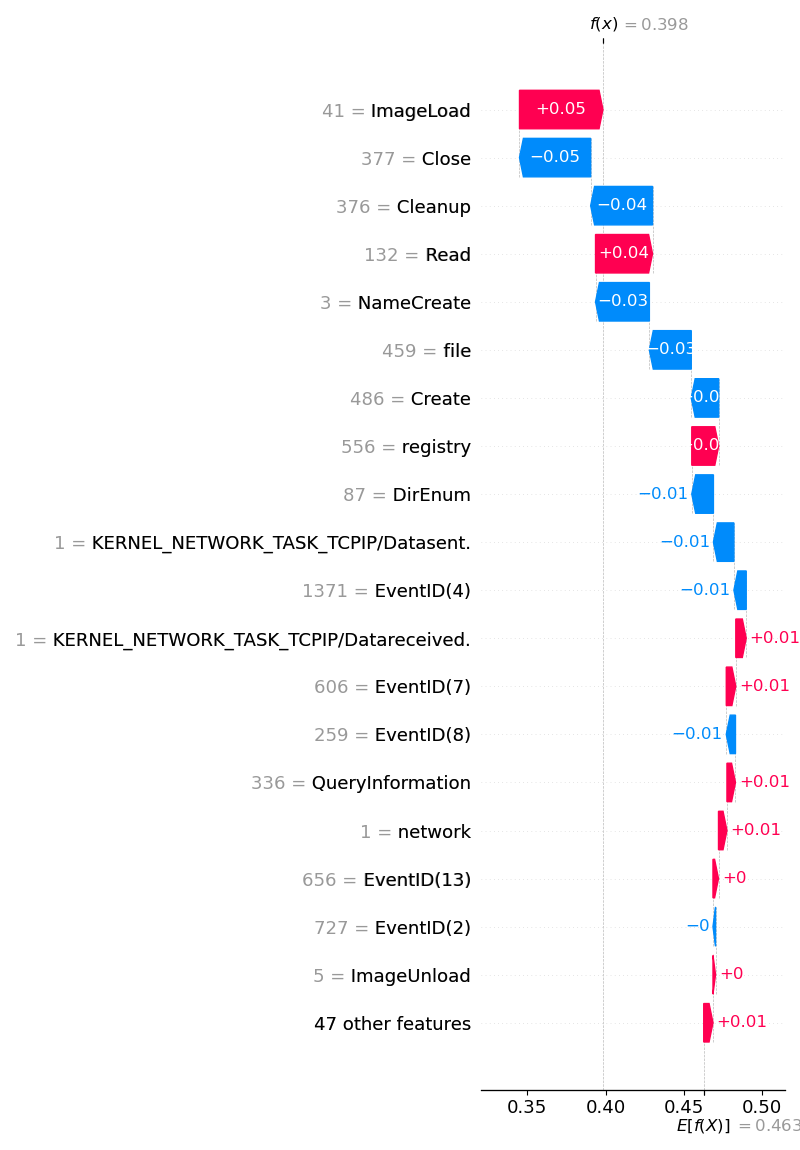 f(x) = 0.398
41 = ImageLoad
+0.05
377 = Close
−0.05
376 = Cleanup
−0.04
132 = Read
+0.04
3 = NameCreate
−0.03
459 = file
−0.03
486 = Create
0.0
556 = registry
0.0
87 = DirEnum
−0.01
1 = KERNEL_NETWORK_TASK_TCPIP/Datasent.
−0.01
1371 = EventID(4)
−0.01
1 = KERNEL_NETWORK_TASK_TCPIP/Datareceived.
+0.01
606 = EventID(7)
+0.01
259 = EventID(8)
−0.01
336 = QueryInformation
+0.01
1 = network
+0.01
656 = EventID(13)
+0
727 = EventID(2)
−0
5 = ImageUnload
+0
47 other features
+0.01
0.35 0.40 0.45 0.50
E[f(X)] = 0.463